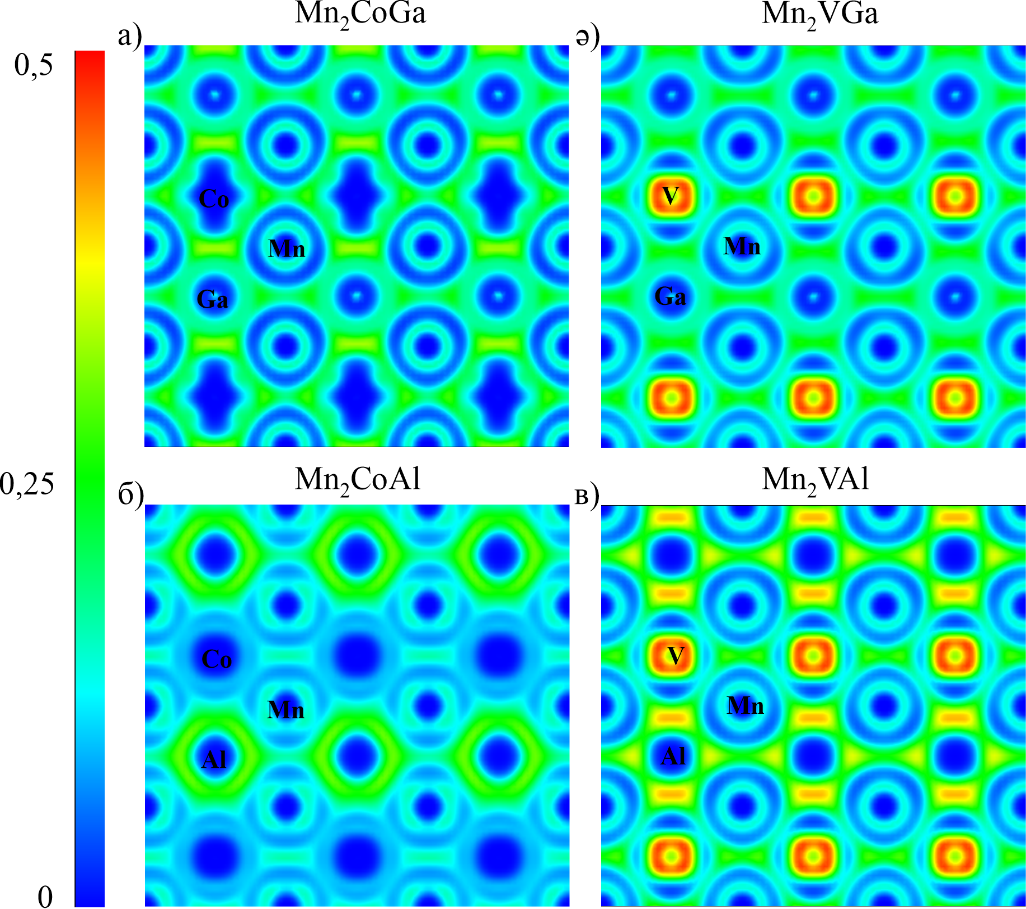 Mn₂CoGa
Mn₂VGa
а)
ә)
0,5
Co
V
Mn
Mn
Ga
Ga
0,25
Mn₂CoAl
Mn₂VAl
б)
в)
Co
V
Mn
Mn
Al
Al
0